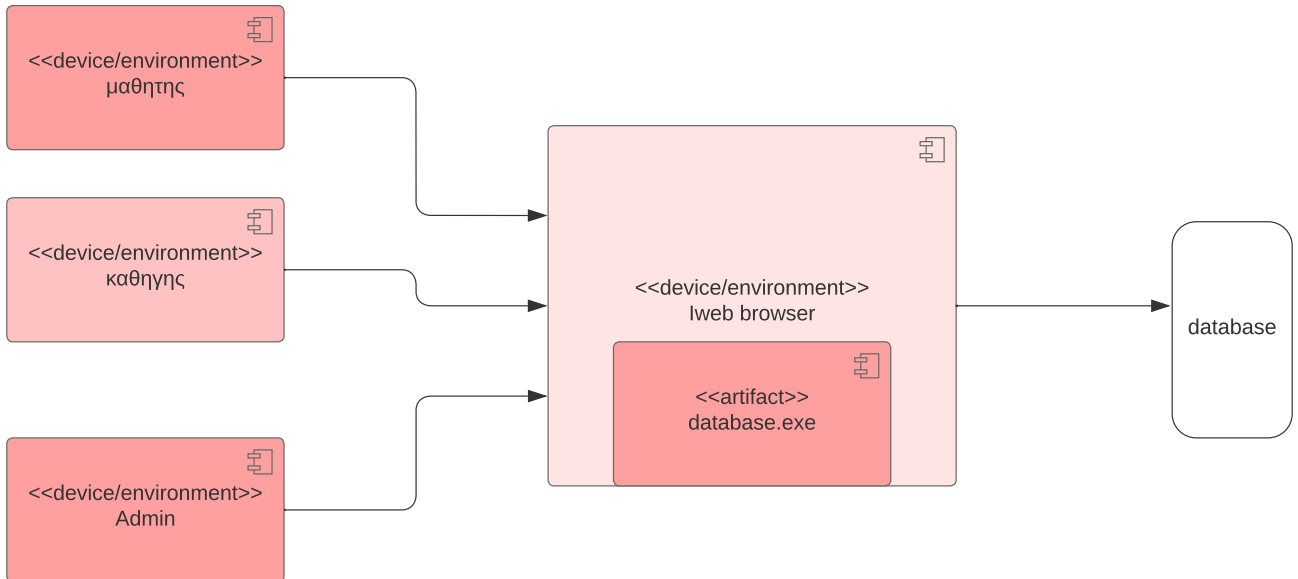 <<device/environment>>
μαθητης
<<device/environment>>
καθηγης
<<device/environment>>
Admin
<<device/environment>>
Iweb browser
<<artifact>>
database.exe
database